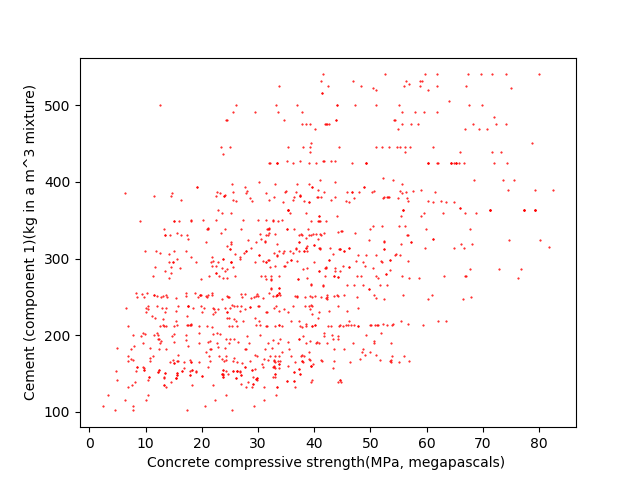 500
400
300
200
100
Cement (component 1)(kg in a m^3 mixture)
0 10 20 30 40 50 60 70 80
Concrete compressive strength(MPa, megapascals)